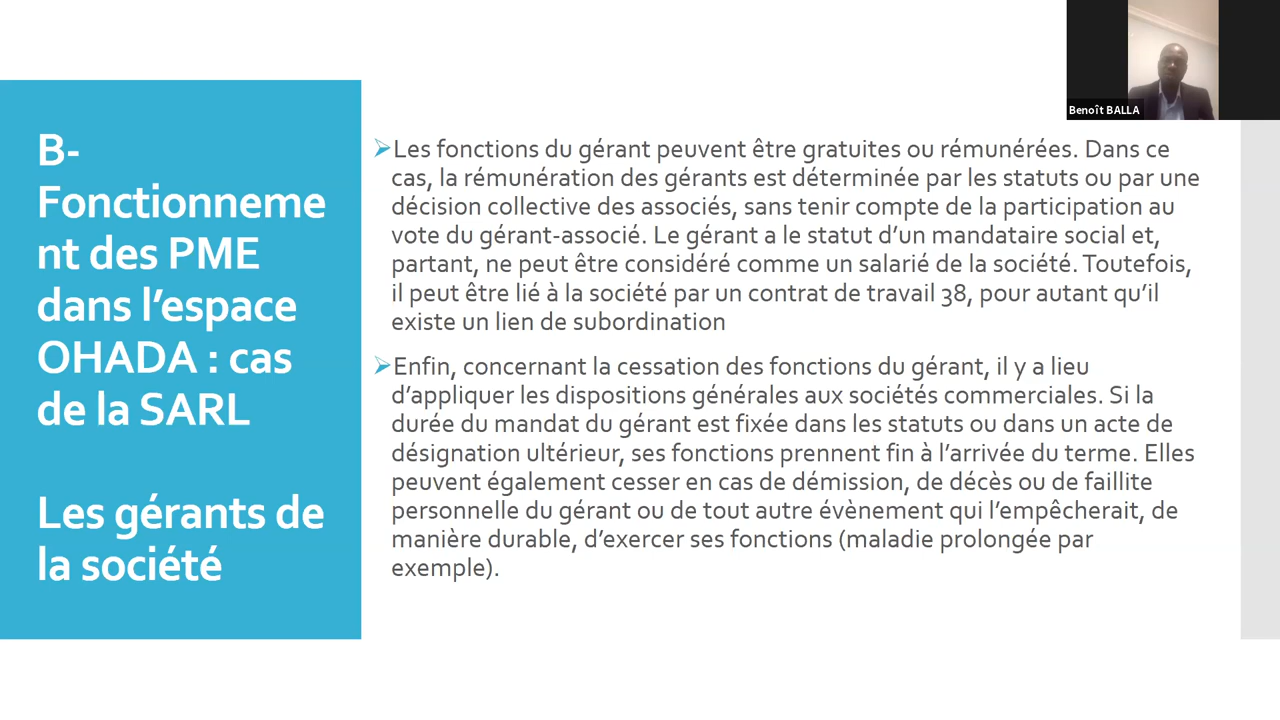 B-
Fonctionneme
nt des PME
dans l’espace
OHADA : cas
de la SARL
Les gérants de
la société
Les fonctions du gérant peuvent être gratuites ou rémunérées. Dans ce
cas, la rémunération des gérants est déterminée par les statuts ou par une
décision collective des associés, sans tenir compte de la participation au
vote du gérant-associé. Le gérant a le statut d’un mandataire social et,
partant, ne peut être considéré comme un salarié de la société. Toutefois,
il peut être lié à la société par un contrat de travail 38, pour autant qu’il
existe un lien de subordination
Enfin, concernant la cessation des fonctions du gérant, il y a lieu
d’appliquer les dispositions générales aux sociétés commerciales. Si la
durée du mandat du gérant est fixée dans les statuts ou dans un acte de
désignation ultérieur, ses fonctions prennent fin à l’arrivée du terme. Elles
peuvent également cesser en cas de démission, de décès ou de faillite
personnelle du gérant ou de tout autre évènement qui l’empêcherait, de
manière durable, d’exercer ses fonctions (maladie prolongée par
exemple).
Benoît BALLA